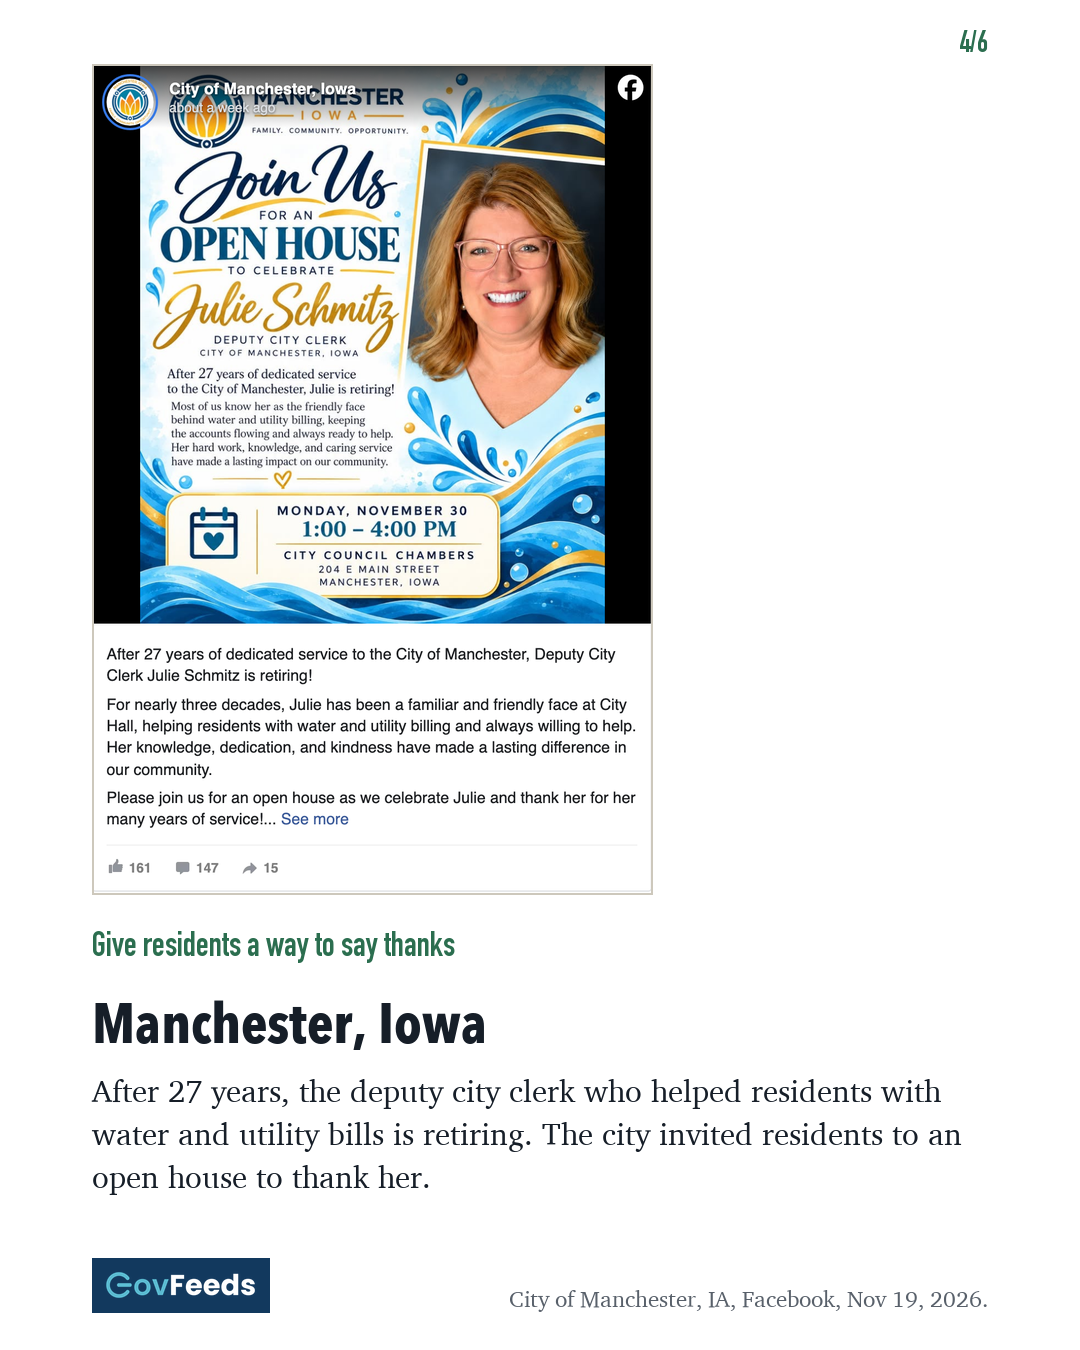 4/6
City of Manchester, Iowa
about a week ago
MANCHESTER
IOWA
FAMILY. COMMUNITY. OPPORTUNITY.
Join Us
FOR AN
OPEN HOUSE
TO CELEBRATE
Julie Schmitz
DEPUTY CITY CLERK
CITY OF MANCHESTER, IOWA
After 27 years of dedicated service
to the City of Manchester, Julie is retiring!
Most of us know her as the friendly face
behind water and utility billing, keeping
the accounts flowing and always ready to help.
Her hard work, knowledge, and caring service
have made a lasting impact on our community.
MONDAY, NOVEMBER 30
1:00 – 4:00 PM
CITY COUNCIL CHAMBERS
204 E MAIN STREET
MANCHESTER, IOWA
After 27 years of dedicated service to the City of Manchester, Deputy City
Clerk Julie Schmitz is retiring!
For nearly three decades, Julie has been a familiar and friendly face at City
Hall, helping residents with water and utility billing and always willing to help.
Her knowledge, dedication, and kindness have made a lasting difference in
our community.
Please join us for an open house as we celebrate Julie and thank her for her
many years of service!... See more
161 147 15
Give residents a way to say thanks
Manchester, Iowa
After 27 years, the deputy city clerk who helped residents with
water and utility bills is retiring. The city invited residents to an
open house to thank her.
GovFeeds
City of Manchester, IA, Facebook, Nov 19, 2026.